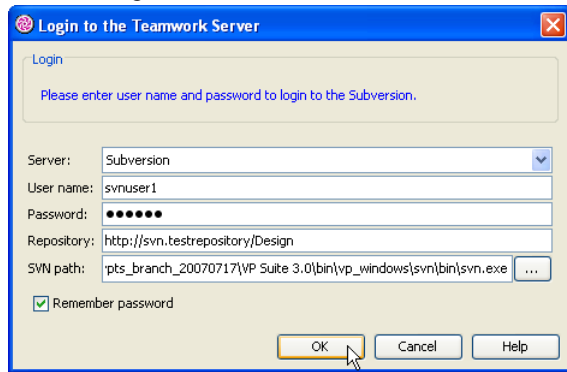 Login to the Teamwork Server
Login
Please enter user name and password to login to the Subversion.
Server: Subversion
User name: svnuser1
Password: ●●●●●●
Repository: http://svn.testrepository/Design
SVN path: pts_branch_20070717\VP Suite 3.0\bin\vp_windows\svn\bin\svn.exe ...
Remember password
OK Cancel Help